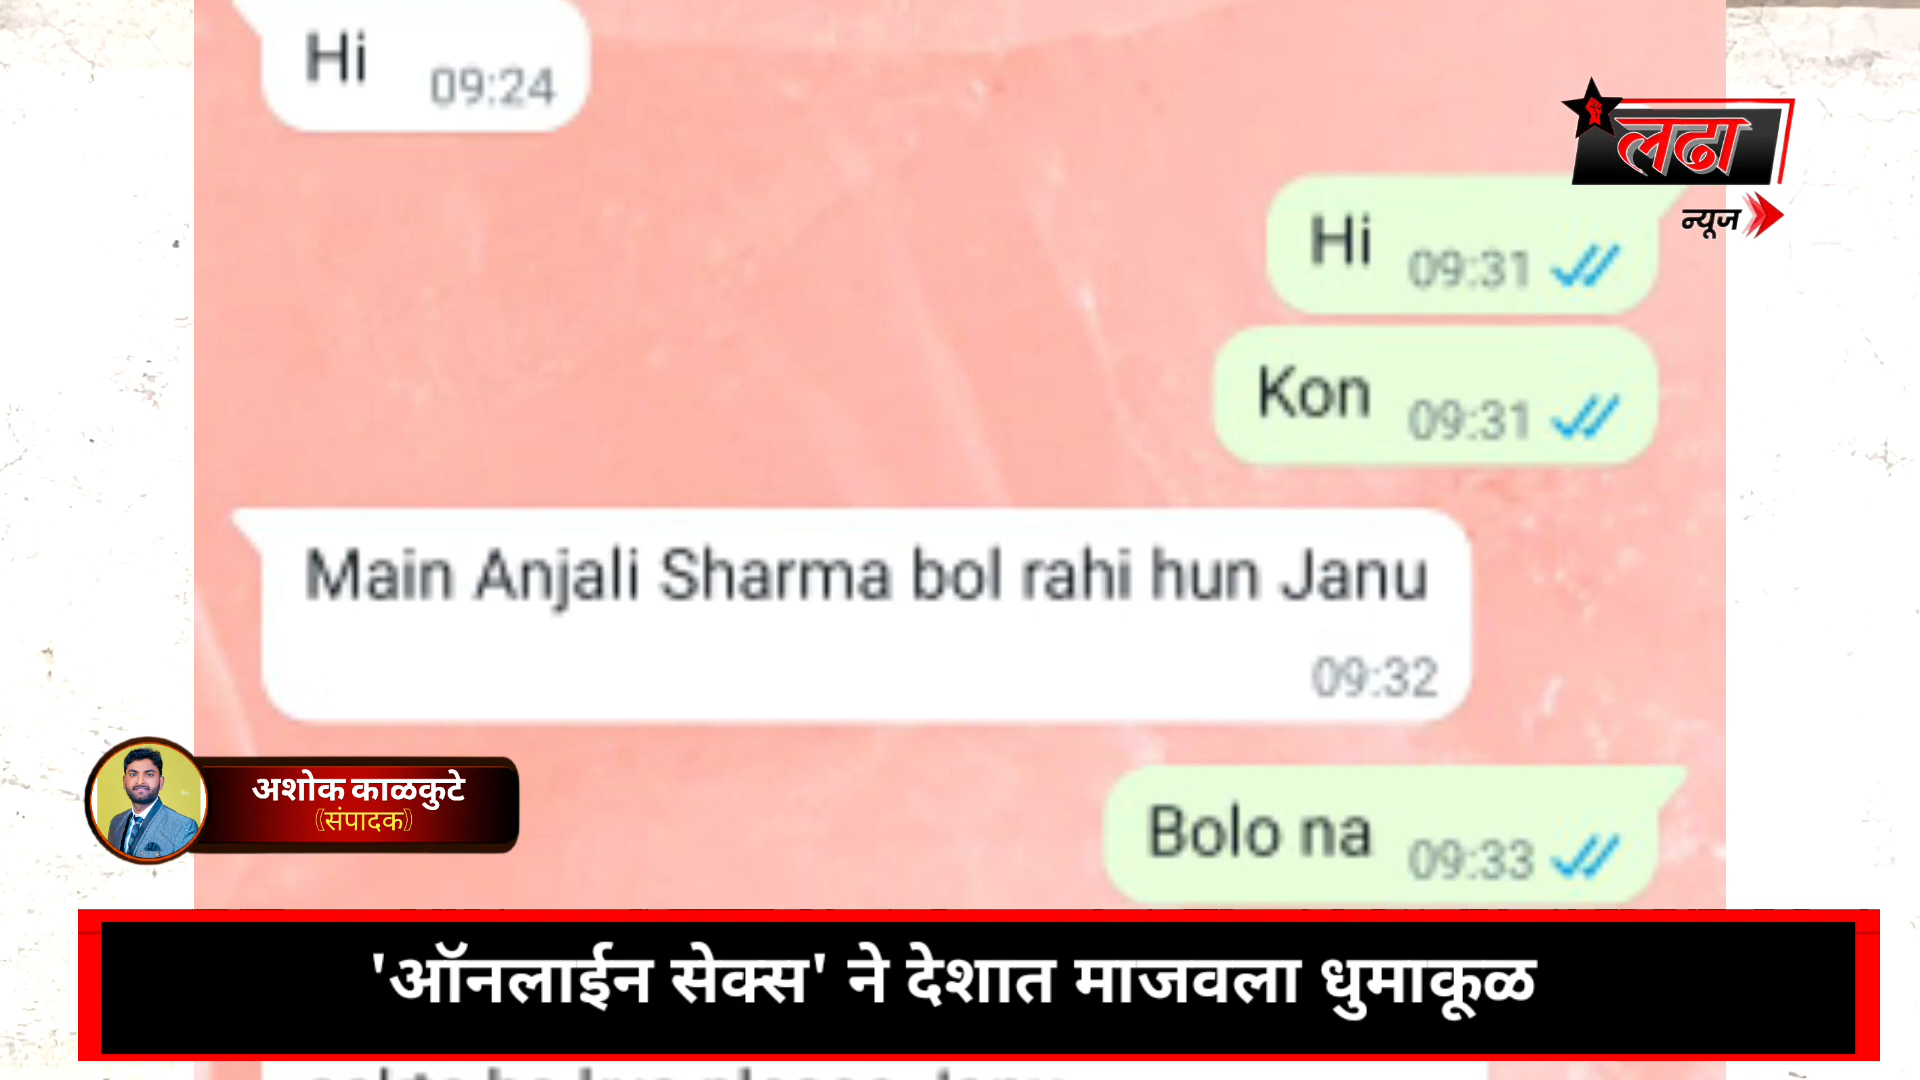 Hi 09:24
लढा
न्यूज
Hi 09:31
Kon 09:31
Main Anjali Sharma bol rahi hun Janu
09:32
अशोक काळकुटे
(संपादक)
Bolo na 09:33
'ऑनलाईन सेक्स' ने देशात माजवला धुमाकूळ